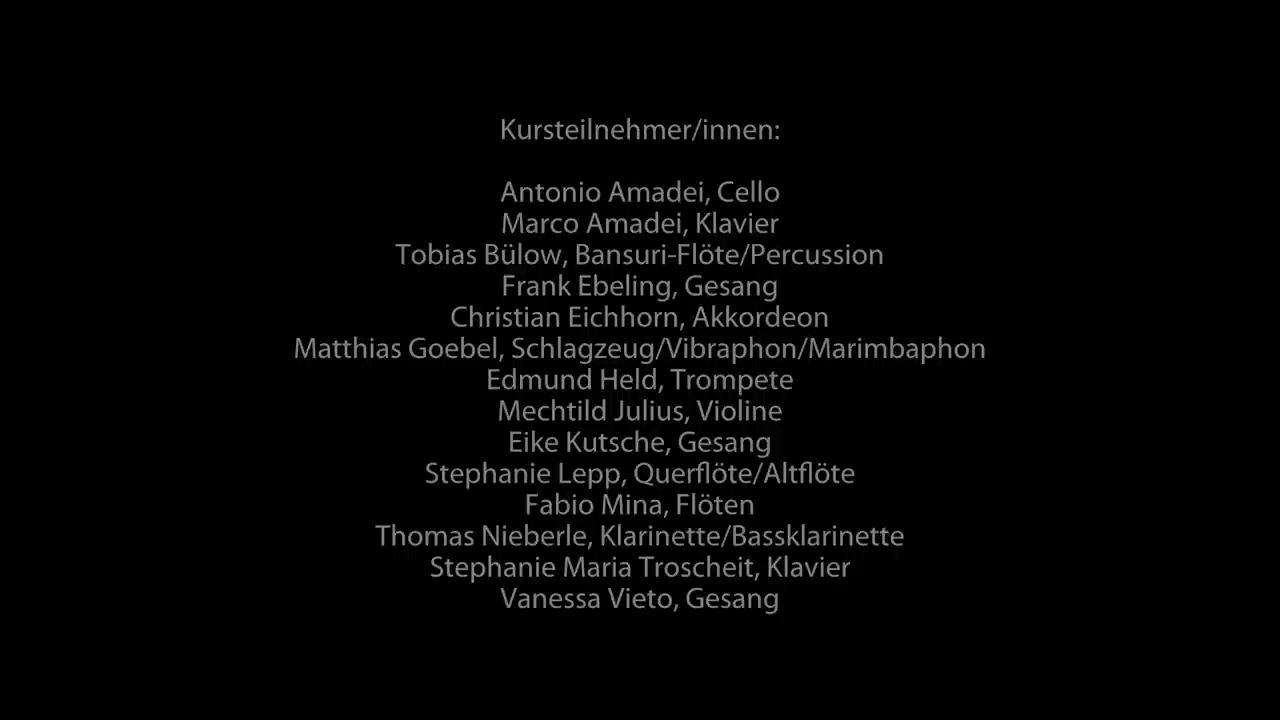 Kursteilnehmer/innen:
Antonio Amadei, Cello
Marco Amadei, Klavier
Tobias Bülow, Bansuri-Flöte/Percussion
Frank Ebeling, Gesang
Christian Eichhorn, Akkordeon
Matthias Goebel, Schlagzeug/Vibraphon/Marimbaphon
Edmund Held, Trompete
Mechtild Julius, Violine
Eike Kutsche, Gesang
Stephanie Lepp, Querflöte/Altflöte
Fabio Mina, Flöten
Thomas Nieberle, Klarinette/Bassklarinette
Stephanie Maria Troscheit, Klavier
Vanessa Vieto, Gesang